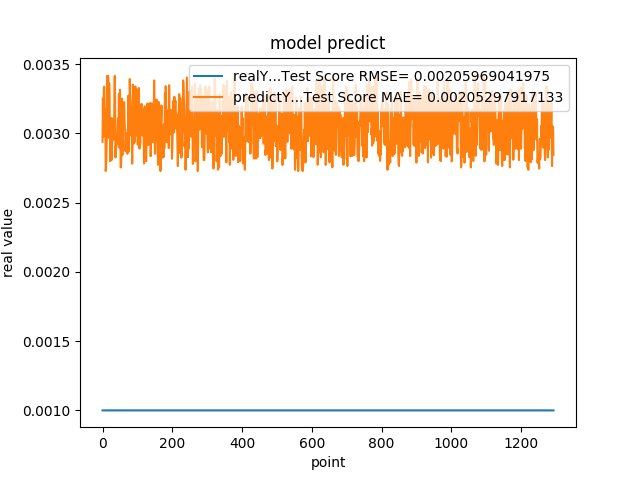 model predict
realY...Test Score RMSE= 0.00205969041975
predictY...Test Score MAE= 0.00205297917133
0.0035
0.0030
0.0025
0.0020
0.0015
0.0010
real value
0 200 400 600 800 1000 1200
point